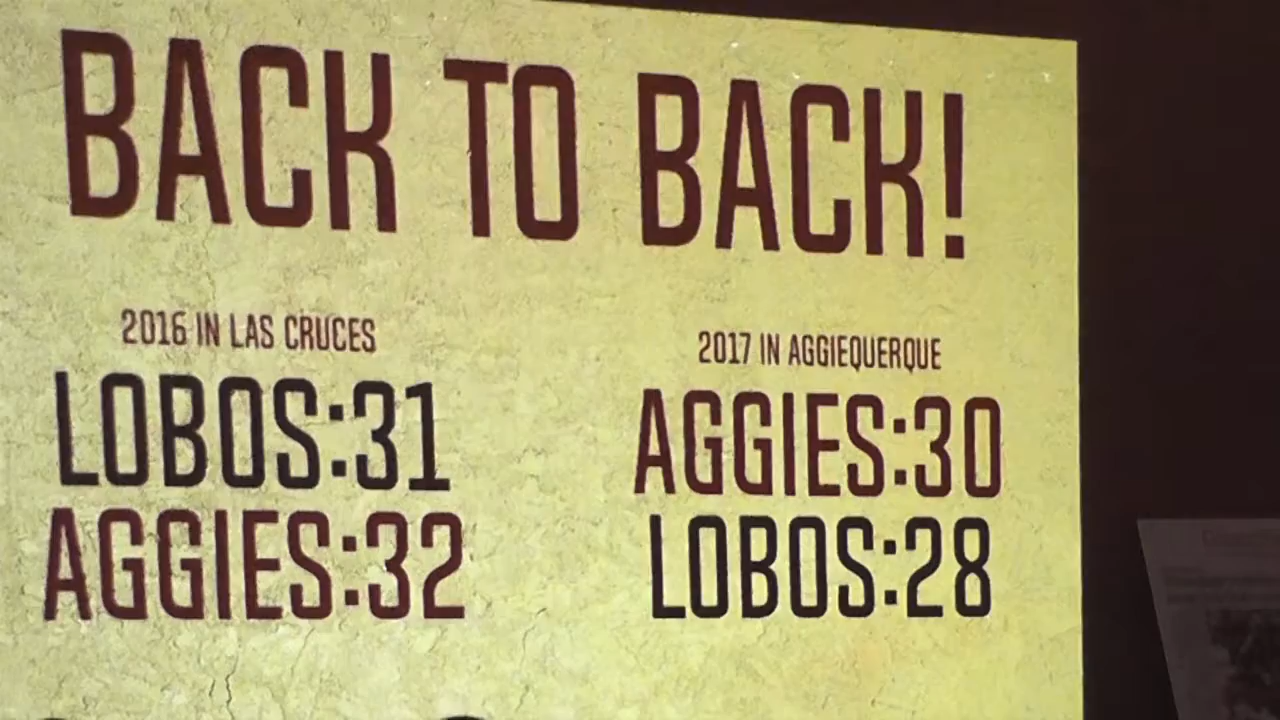 BACK TO BACK!
2016 IN LAS CRUCES
LOBOS:31
AGGIES:32
2017 IN AGGIEQUERQUE
AGGIES:30
LOBOS:28